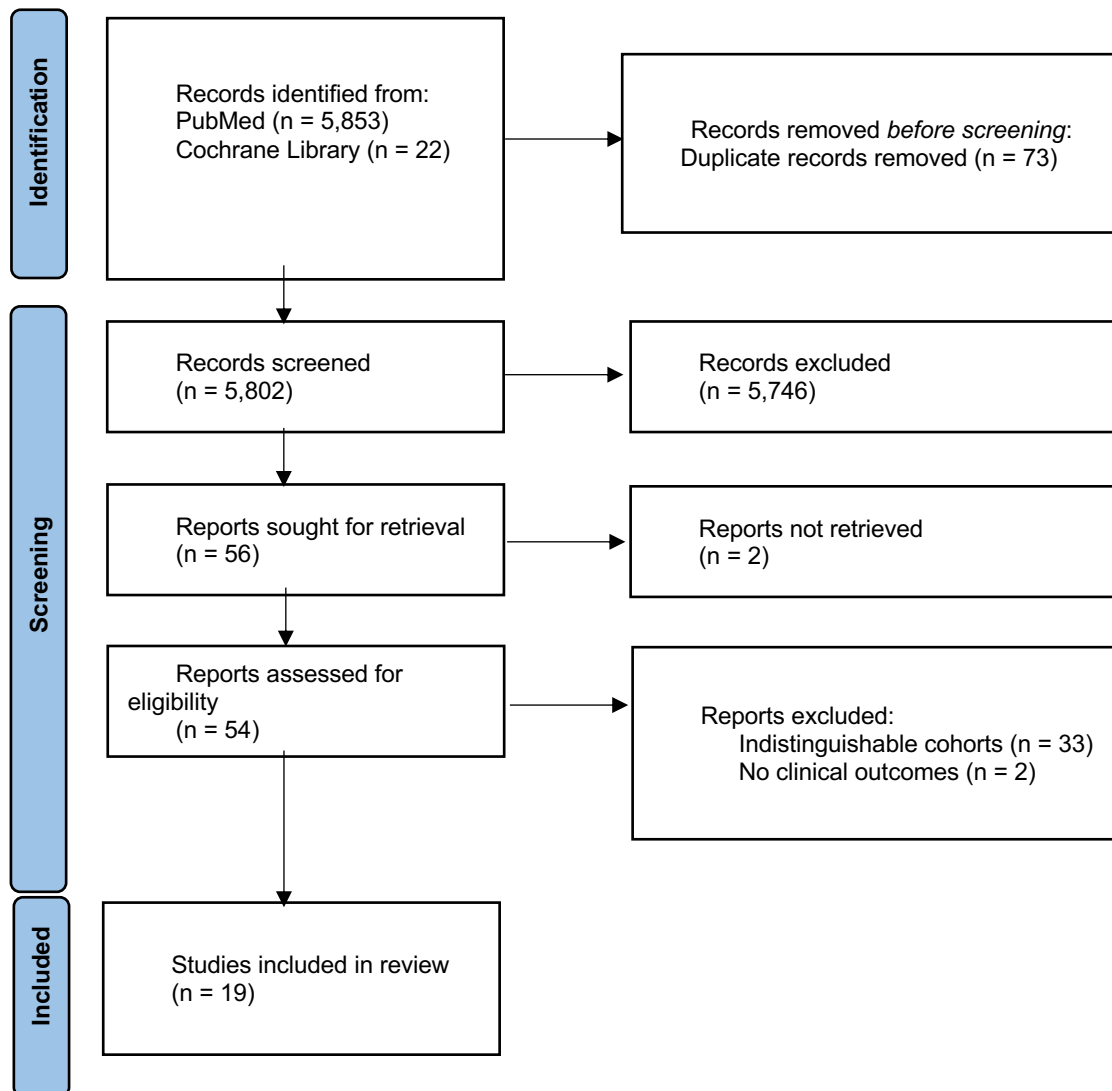 Identification
Records identified from:
PubMed (n = 5,853)
Cochrane Library (n = 22)
Records removed before screening:
Duplicate records removed (n = 73)
Screening
Records screened
(n = 5,802)
Records excluded
(n = 5,746)
Reports sought for retrieval
(n = 56)
Reports not retrieved
(n = 2)
Reports assessed for
eligibility
(n = 54)
Reports excluded:
Indistinguishable cohorts (n = 33)
No clinical outcomes (n = 2)
Included
Studies included in review
(n = 19)